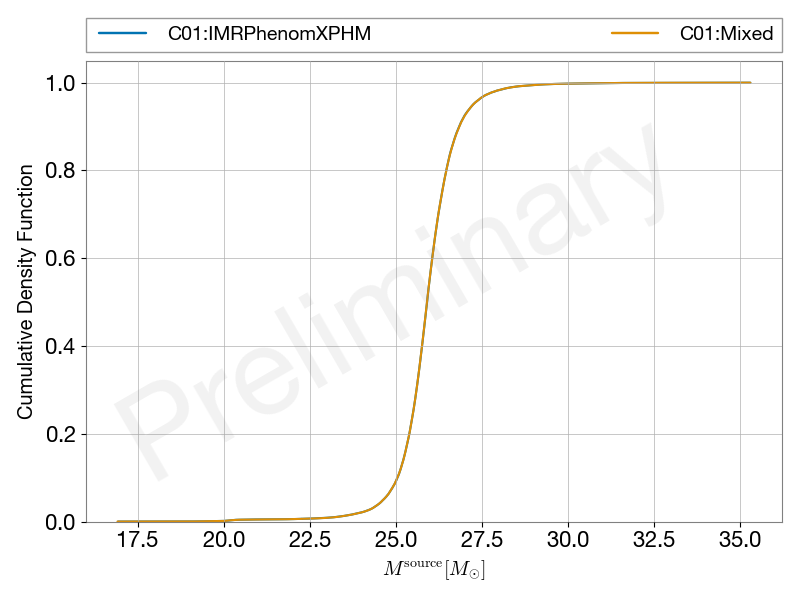 C01:IMRPhenomXPHM C01:Mixed
Cumulative Density Function
1.0
0.8
0.6
0.4
0.2
0.0
Preliminary
17.5 20.0 22.5 25.0 27.5 30.0 32.5 35.0
M^source [M_⊙]